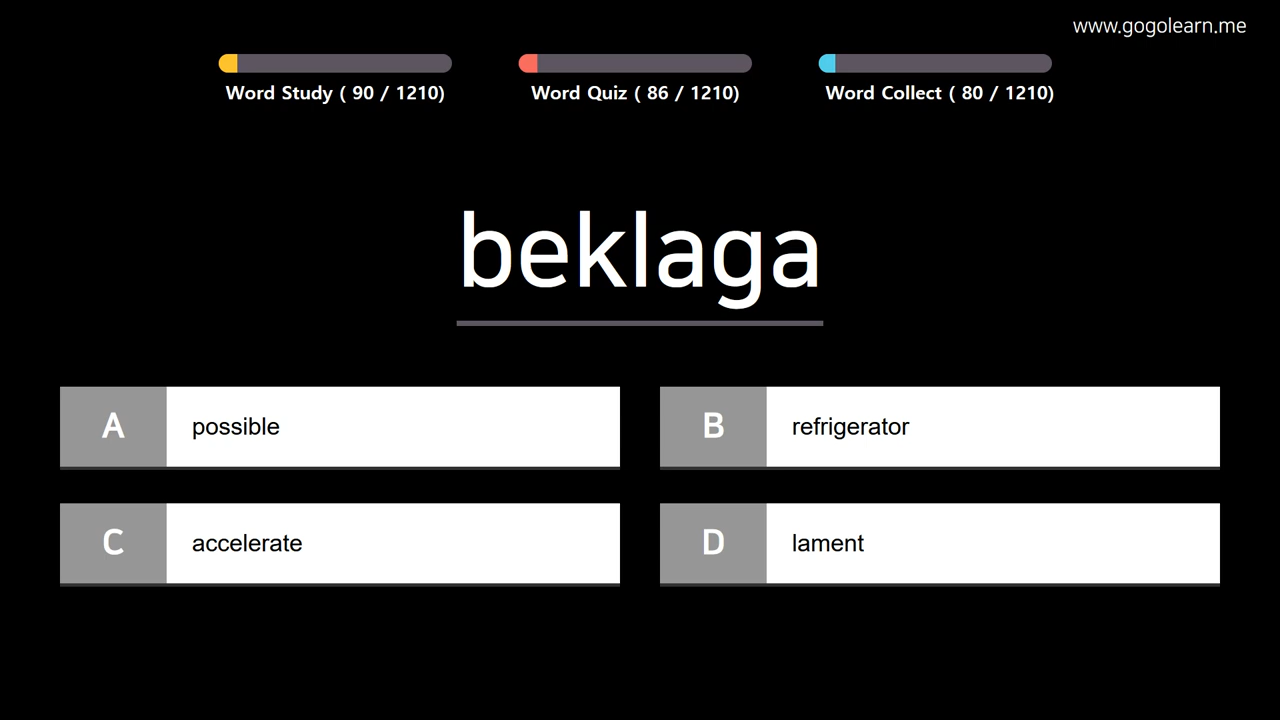 www.gogolearn.me
Word Study ( 90 / 1210)
Word Quiz ( 86 / 1210)
Word Collect ( 80 / 1210)
beklaga
A possible
B refrigerator
C accelerate
D lament